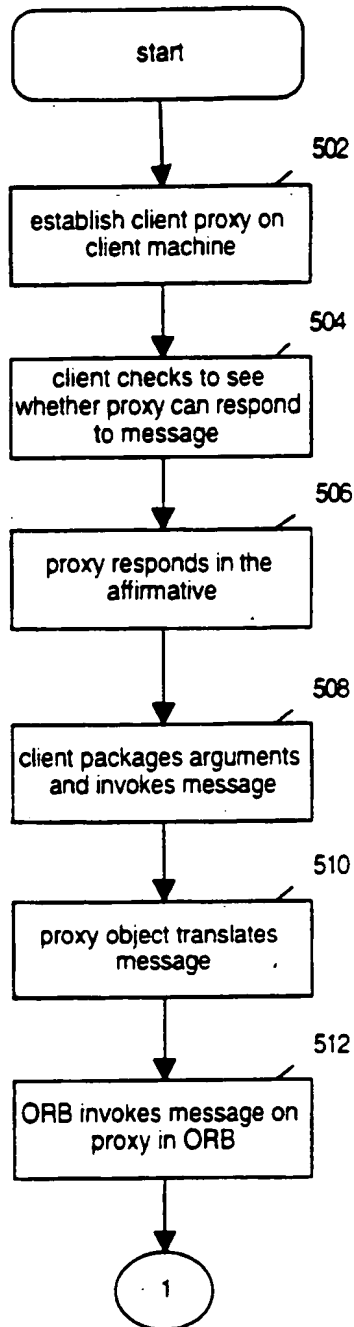 start
502
establish client proxy on
client machine
504
client checks to see
whether proxy can respond
to message
506
proxy responds in the
affirmative
508
client packages arguments
and invokes message
510
proxy object translates
message
512
ORB invokes message on
proxy in ORB
1